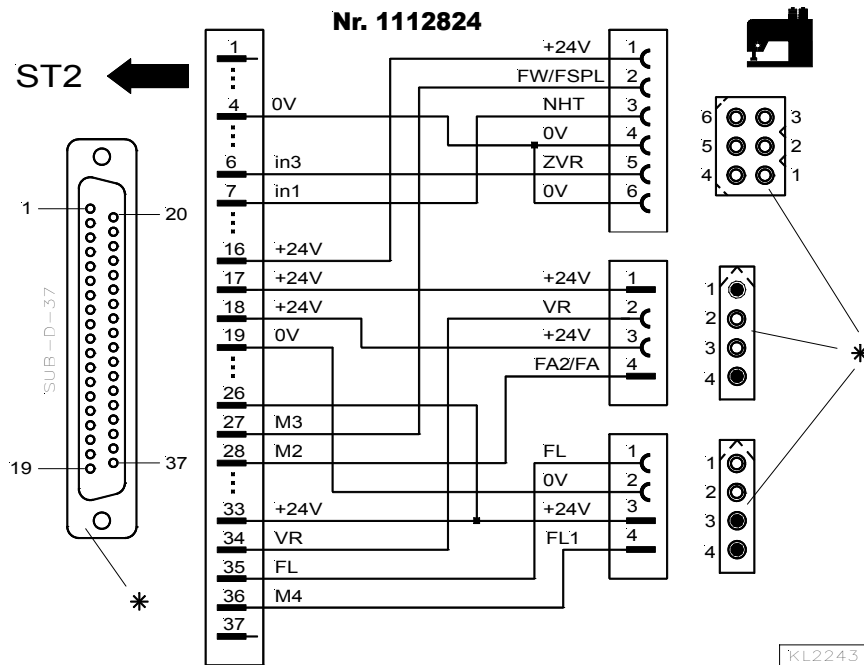 Nr. 1112824
ST2
1
4 0V
6 in3
7 in1
16 +24V
17 +24V
18 +24V
19 0V
26
27 M3
28 M2
33 +24V
34 VR
35 FL
36 M4
37
+24V 1
FW/FSPL 2
NHT 3
0V 4
ZVR 5
0V 6
+24V 1
VR 2
+24V 3
FA2/FA 4
FL 1
0V 2
+24V 3
FL1 4
1 20
SUB-D-37
19 37
*
6 3
5 2
4 1
1
2
3
4
*
1
2
3
4
KL2243